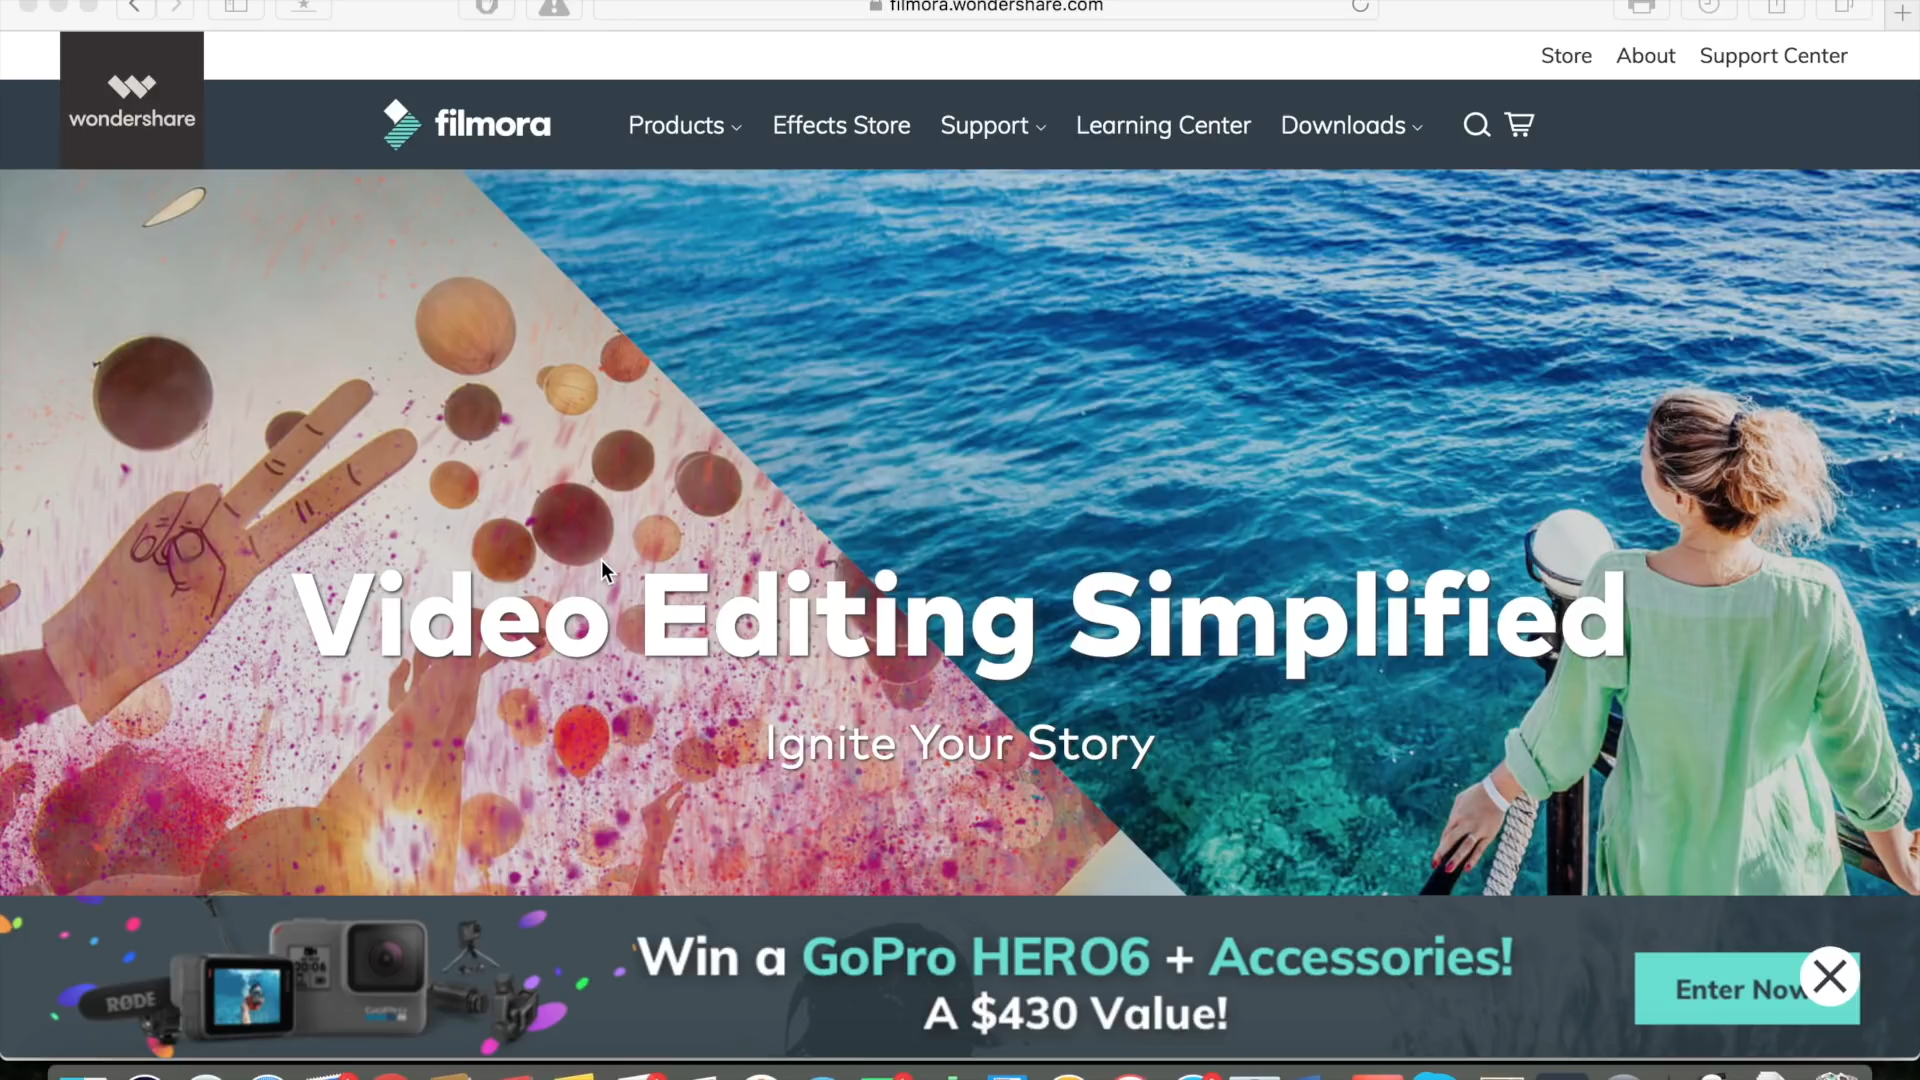 filmora.wondershare.com
Store About Support Center
wondershare
filmora
Products Effects Store Support Learning Center Downloads
Video Editing Simplified
Ignite Your Story
RØDE
GoPro
Win a GoPro HERO6 + Accessories!
A $430 Value!
Enter Now